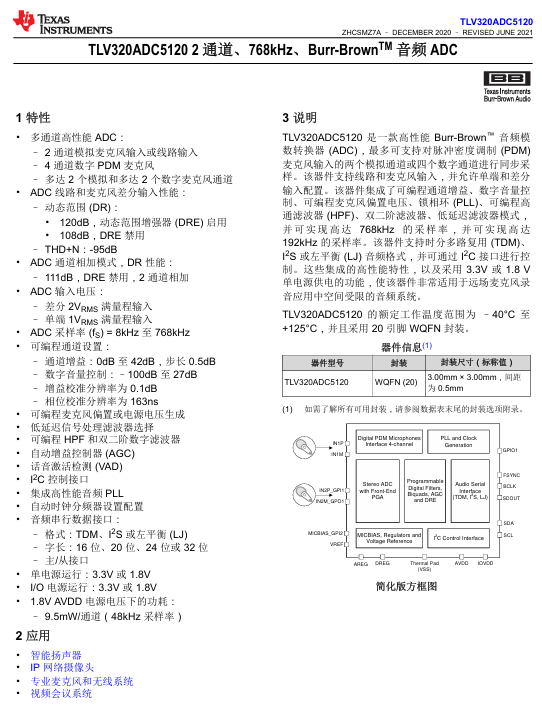 TEXAS
INSTRUMENTS
TLV320ADC5120
ZHCSMZ7A – DECEMBER 2020 – REVISED JUNE 2021
TLV320ADC5120 2 通道、768kHz、Burr-Brown™ 音频 ADC
BB
Texas Instruments
Burr-Brown Audio
1 特性
• 多通道高性能 ADC：
– 2 通道模拟麦克风输入或线路输入
– 4 通道数字 PDM 麦克风
– 多达 2 个模拟和多达 2 个数字麦克风通道
• ADC 线路和麦克风差分输入性能：
– 动态范围 (DR)：
• 120dB，动态范围增强器 (DRE) 启用
• 108dB，DRE 禁用
– THD+N：-95dB
• ADC 通道相加模式，DR 性能：
– 111dB，DRE 禁用，2 通道相加
• ADC 输入电压：
– 差分 2VRMS 满量程输入
– 单端 1VRMS 满量程输入
• ADC 采样率 (fS) = 8kHz 至 768kHz
• 可编程通道设置：
– 通道增益：0dB 至 42dB，步长 0.5dB
– 数字音量控制：–100dB 至 27dB
– 增益校准分辨率为 0.1dB
– 相位校准分辨率为 163ns
• 可编程麦克风偏置或电源电压生成
• 低延迟信号处理滤波器选择
• 可编程 HPF 和双二阶数字滤波器
• 自动增益控制器 (AGC)
• 话音激活检测 (VAD)
• I2C 控制接口
• 集成高性能音频 PLL
• 自动时钟分频器设置配置
• 音频串行数据接口：
– 格式：TDM、I2S 或左平衡 (LJ)
– 字长：16 位、20 位、24 位或 32 位
– 主/从接口
• 单电源运行：3.3V 或 1.8V
• I/O 电源运行：3.3V 或 1.8V
• 1.8V AVDD 电源电压下的功耗：
– 9.5mW/通道（48kHz 采样率）
2 应用
• 智能扬声器
• IP 网络摄像头
• 专业麦克风和无线系统
• 视频会议系统
3 说明
TLV320ADC5120 是一款高性能 Burr-Brown™ 音频模
数转换器 (ADC)，最多可支持对脉冲密度调制 (PDM)
麦克风输入的两个模拟通道或四个数字通道进行同步采
样。该器件支持线路和麦克风输入，并允许单端和差分
输入配置。该器件集成了可编程通道增益、数字音量控
制、可编程麦克风偏置电压、锁相环 (PLL)、可编程高
通滤波器 (HPF)、双二阶滤波器、低延迟滤波器模式，
并可实现高达 768kHz 的采样率，并可实现高达
192kHz 的采样率。该器件支持时分多路复用 (TDM)、
I2S 或左平衡 (LJ) 音频格式，并可通过 I2C 接口进行控
制。这些集成的高性能特性，以及采用 3.3V 或 1.8 V
单电源供电的功能，使该器件非常适用于远场麦克风录
音应用中空间受限的音频系统。
TLV320ADC5120 的额定工作温度范围为 –40°C 至
+125°C，并且采用 20 引脚 WQFN 封装。
器件信息(1)
器件型号 封装 封装尺寸（标称值）
TLV320ADC5120 WQFN (20) 3.00mm × 3.00mm，间距
为 0.5mm
(1) 如需了解所有可用封装，请参阅数据表末尾的封装选项附录。
IN1P
IN1M
IN2P_GPI1
IN2M_GPO1
MICBIAS_GPI2
VREF
Digital PDM Microphones
Interface 4-channel
PLL and Clock
Generation
Stereo ADC
with Front-End
PGA
Programmable
Digital Filters,
Biquads, AGC
and DRE
Audio Serial
Interface
(TDM, I2S, LJ)
MICBIAS, Regulators and
Voltage Reference
I2C Control Interface
GPIO1
FSYNC
BCLK
SDOUT
SDA
SCL
AREG DREG Thermal Pad AVDD IOVDD
(VSS)
简化版方框图